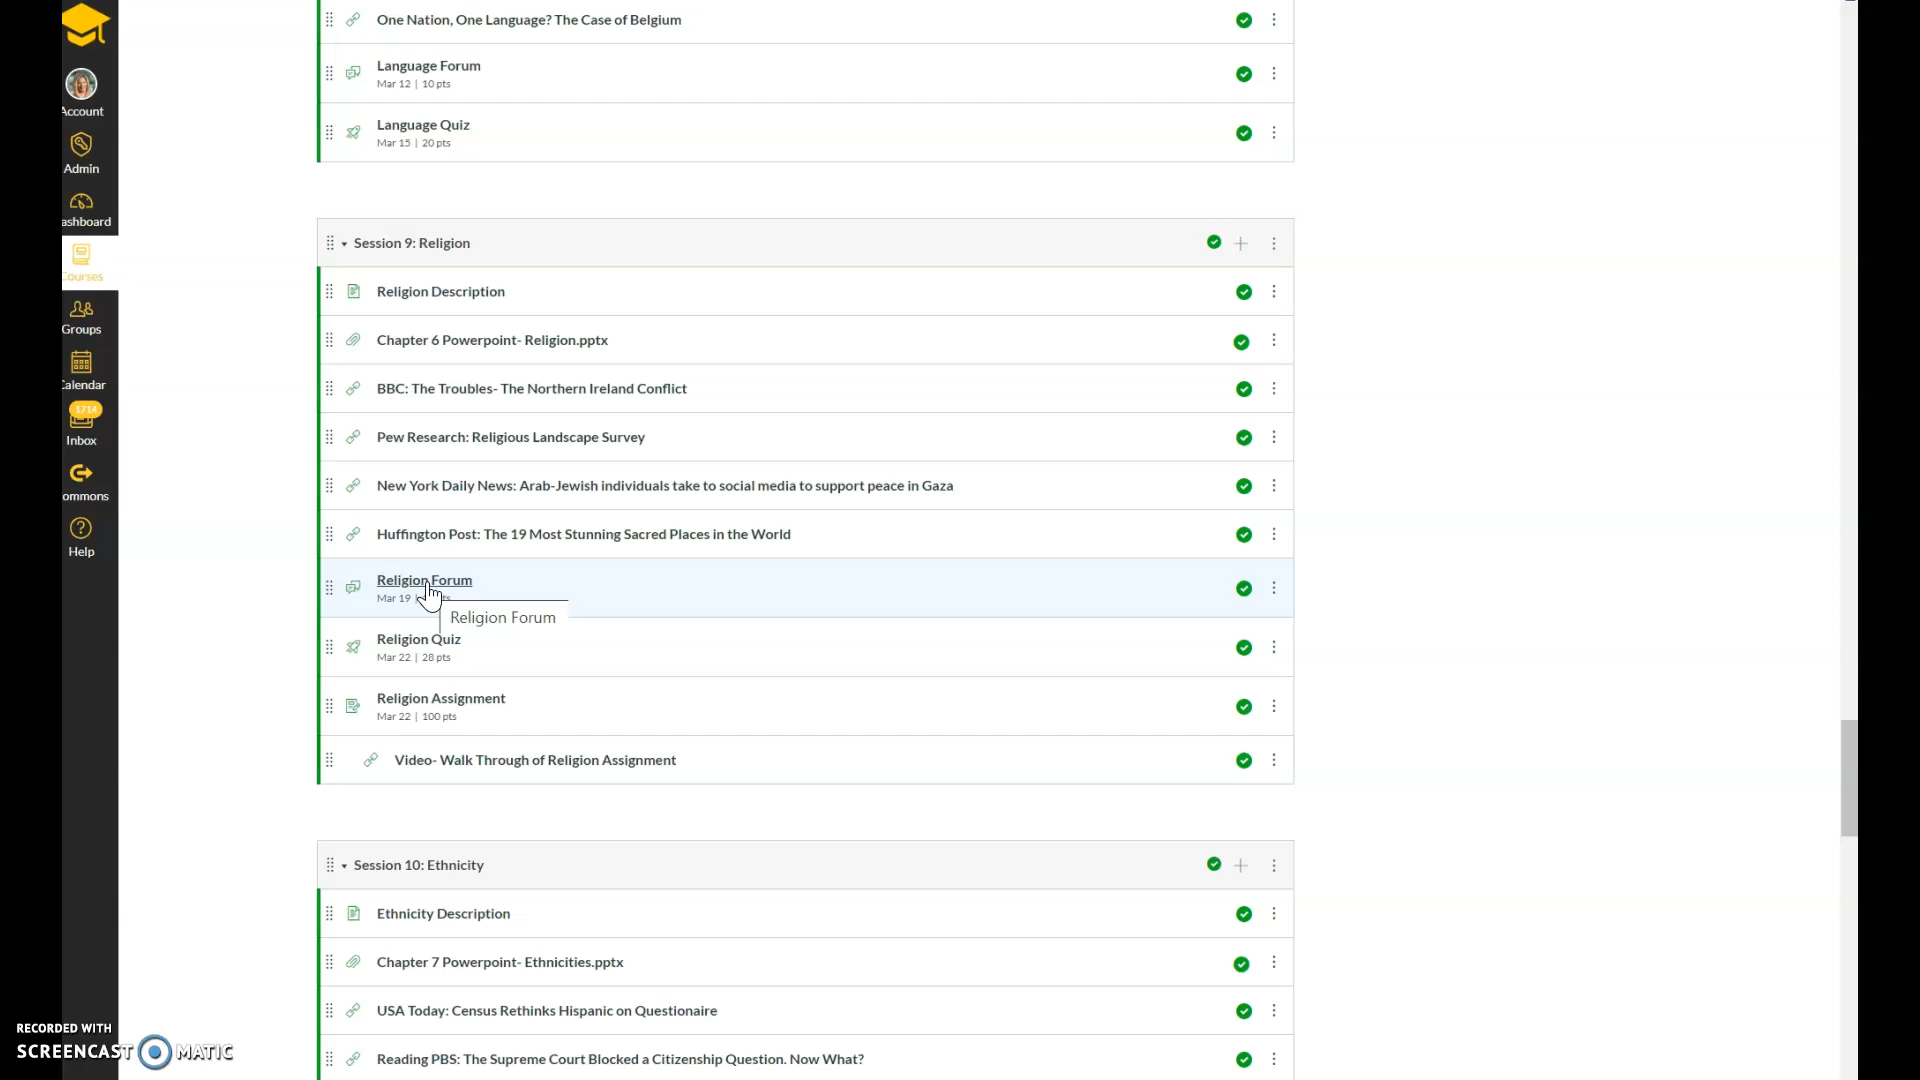 One Nation, One Language? The Case of Belgium
Language Forum
Mar 12 | 10 pts
Language Quiz
Mar 15 | 20 pts
Account
Admin
ashboard
Courses
Groups
Calendar
1714
Inbox
ommons
Help
Session 9: Religion
Religion Description
Chapter 6 Powerpoint- Religion.pptx
BBC: The Troubles- The Northern Ireland Conflict
Pew Research: Religious Landscape Survey
New York Daily News: Arab-Jewish individuals take to social media to support peace in Gaza
Huffington Post: The 19 Most Stunning Sacred Places in the World
Religion Forum
Mar 19 |
Religion Forum
Religion Quiz
Mar 22 | 28 pts
Religion Assignment
Mar 22 | 100 pts
Video- Walk Through of Religion Assignment
Session 10: Ethnicity
Ethnicity Description
Chapter 7 Powerpoint- Ethnicities.pptx
USA Today: Census Rethinks Hispanic on Questionaire
Reading PBS: The Supreme Court Blocked a Citizenship Question. Now What?
RECORDED WITH
SCREENCAST MATIC